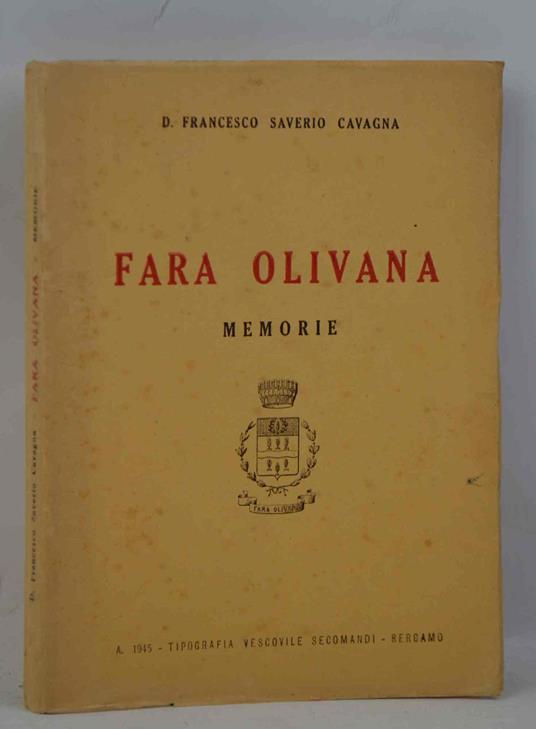 D. FRANCESCO SAVERIO CAVAGNA
FARA OLIVANA
MEMORIE
FARA OLIVANA
A. 1945 - TIPOGRAFIA VESCOVILE SECOMANDI - BERGAMO
D. Francesco Saverio Cavagna - FARA OLIVANA - MEMORIE